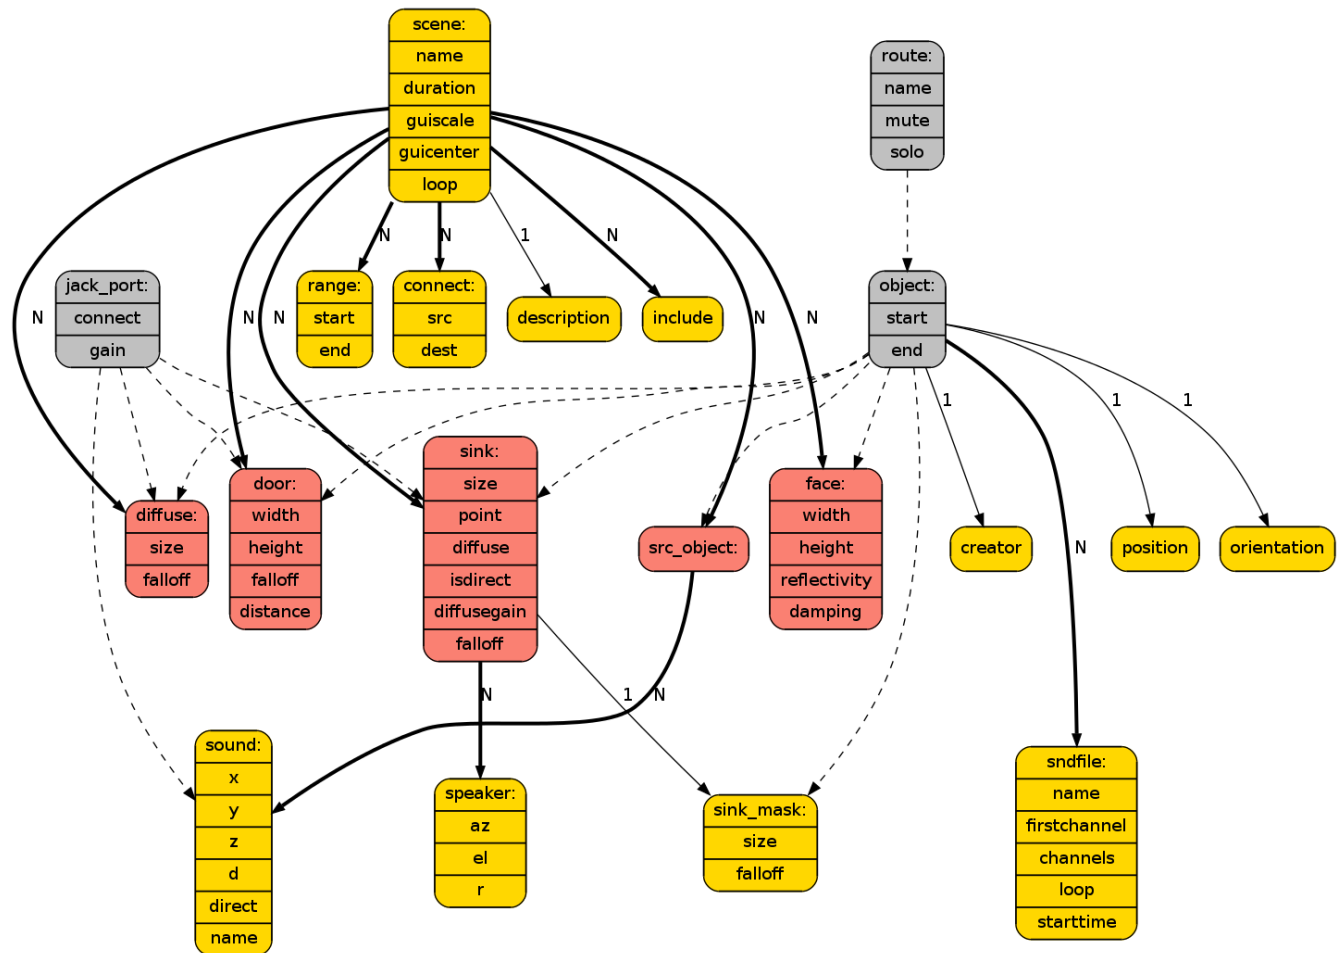 scene:
name
duration
guiscale
guicenter
loop
route:
name
mute
solo
N
N
1
N
jack_port:
connect
gain
range:
start
end
connect:
src
dest
description
include
object:
start
end
N
N
N
N
N
1
1
1
sink:
size
point
diffuse
isdirect
diffusegain
falloff
diffuse:
size
falloff
door:
width
height
falloff
distance
src_object:
face:
width
height
reflectivity
damping
creator
position
orientation
N
N
1
N
sound:
x
y
z
d
direct
name
speaker:
az
el
r
sink_mask:
size
falloff
sndfile:
name
firstchannel
channels
loop
starttime